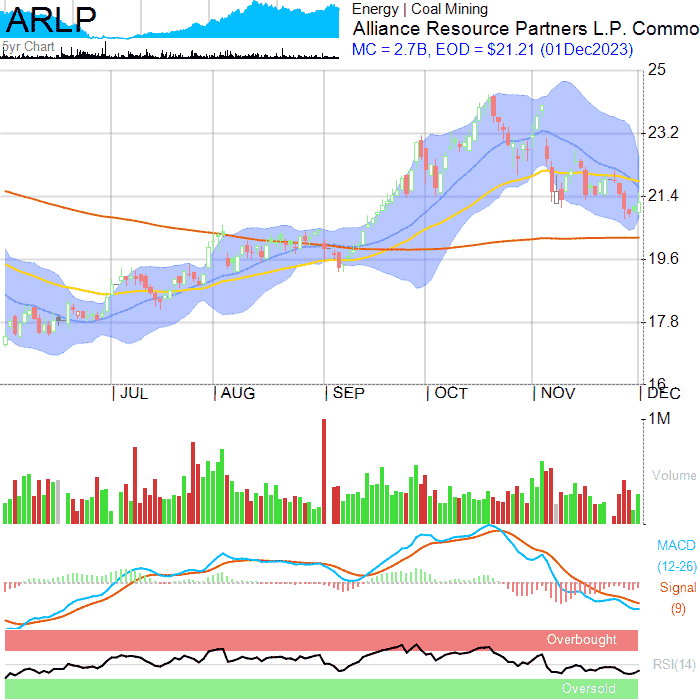 ARLP
5yr Chart
Energy | Coal Mining
Alliance Resource Partners L.P. Commo
MC = 2.7B, EOD = $21.21 (01Dec2023)
25
23.2
21.4
19.6
17.8
16
JUL
AUG
SEP
OCT
NOV
DEC
1M
Volume
MACD
(12-26)
Signal
(9)
Overbought
RSI(14)
Oversold